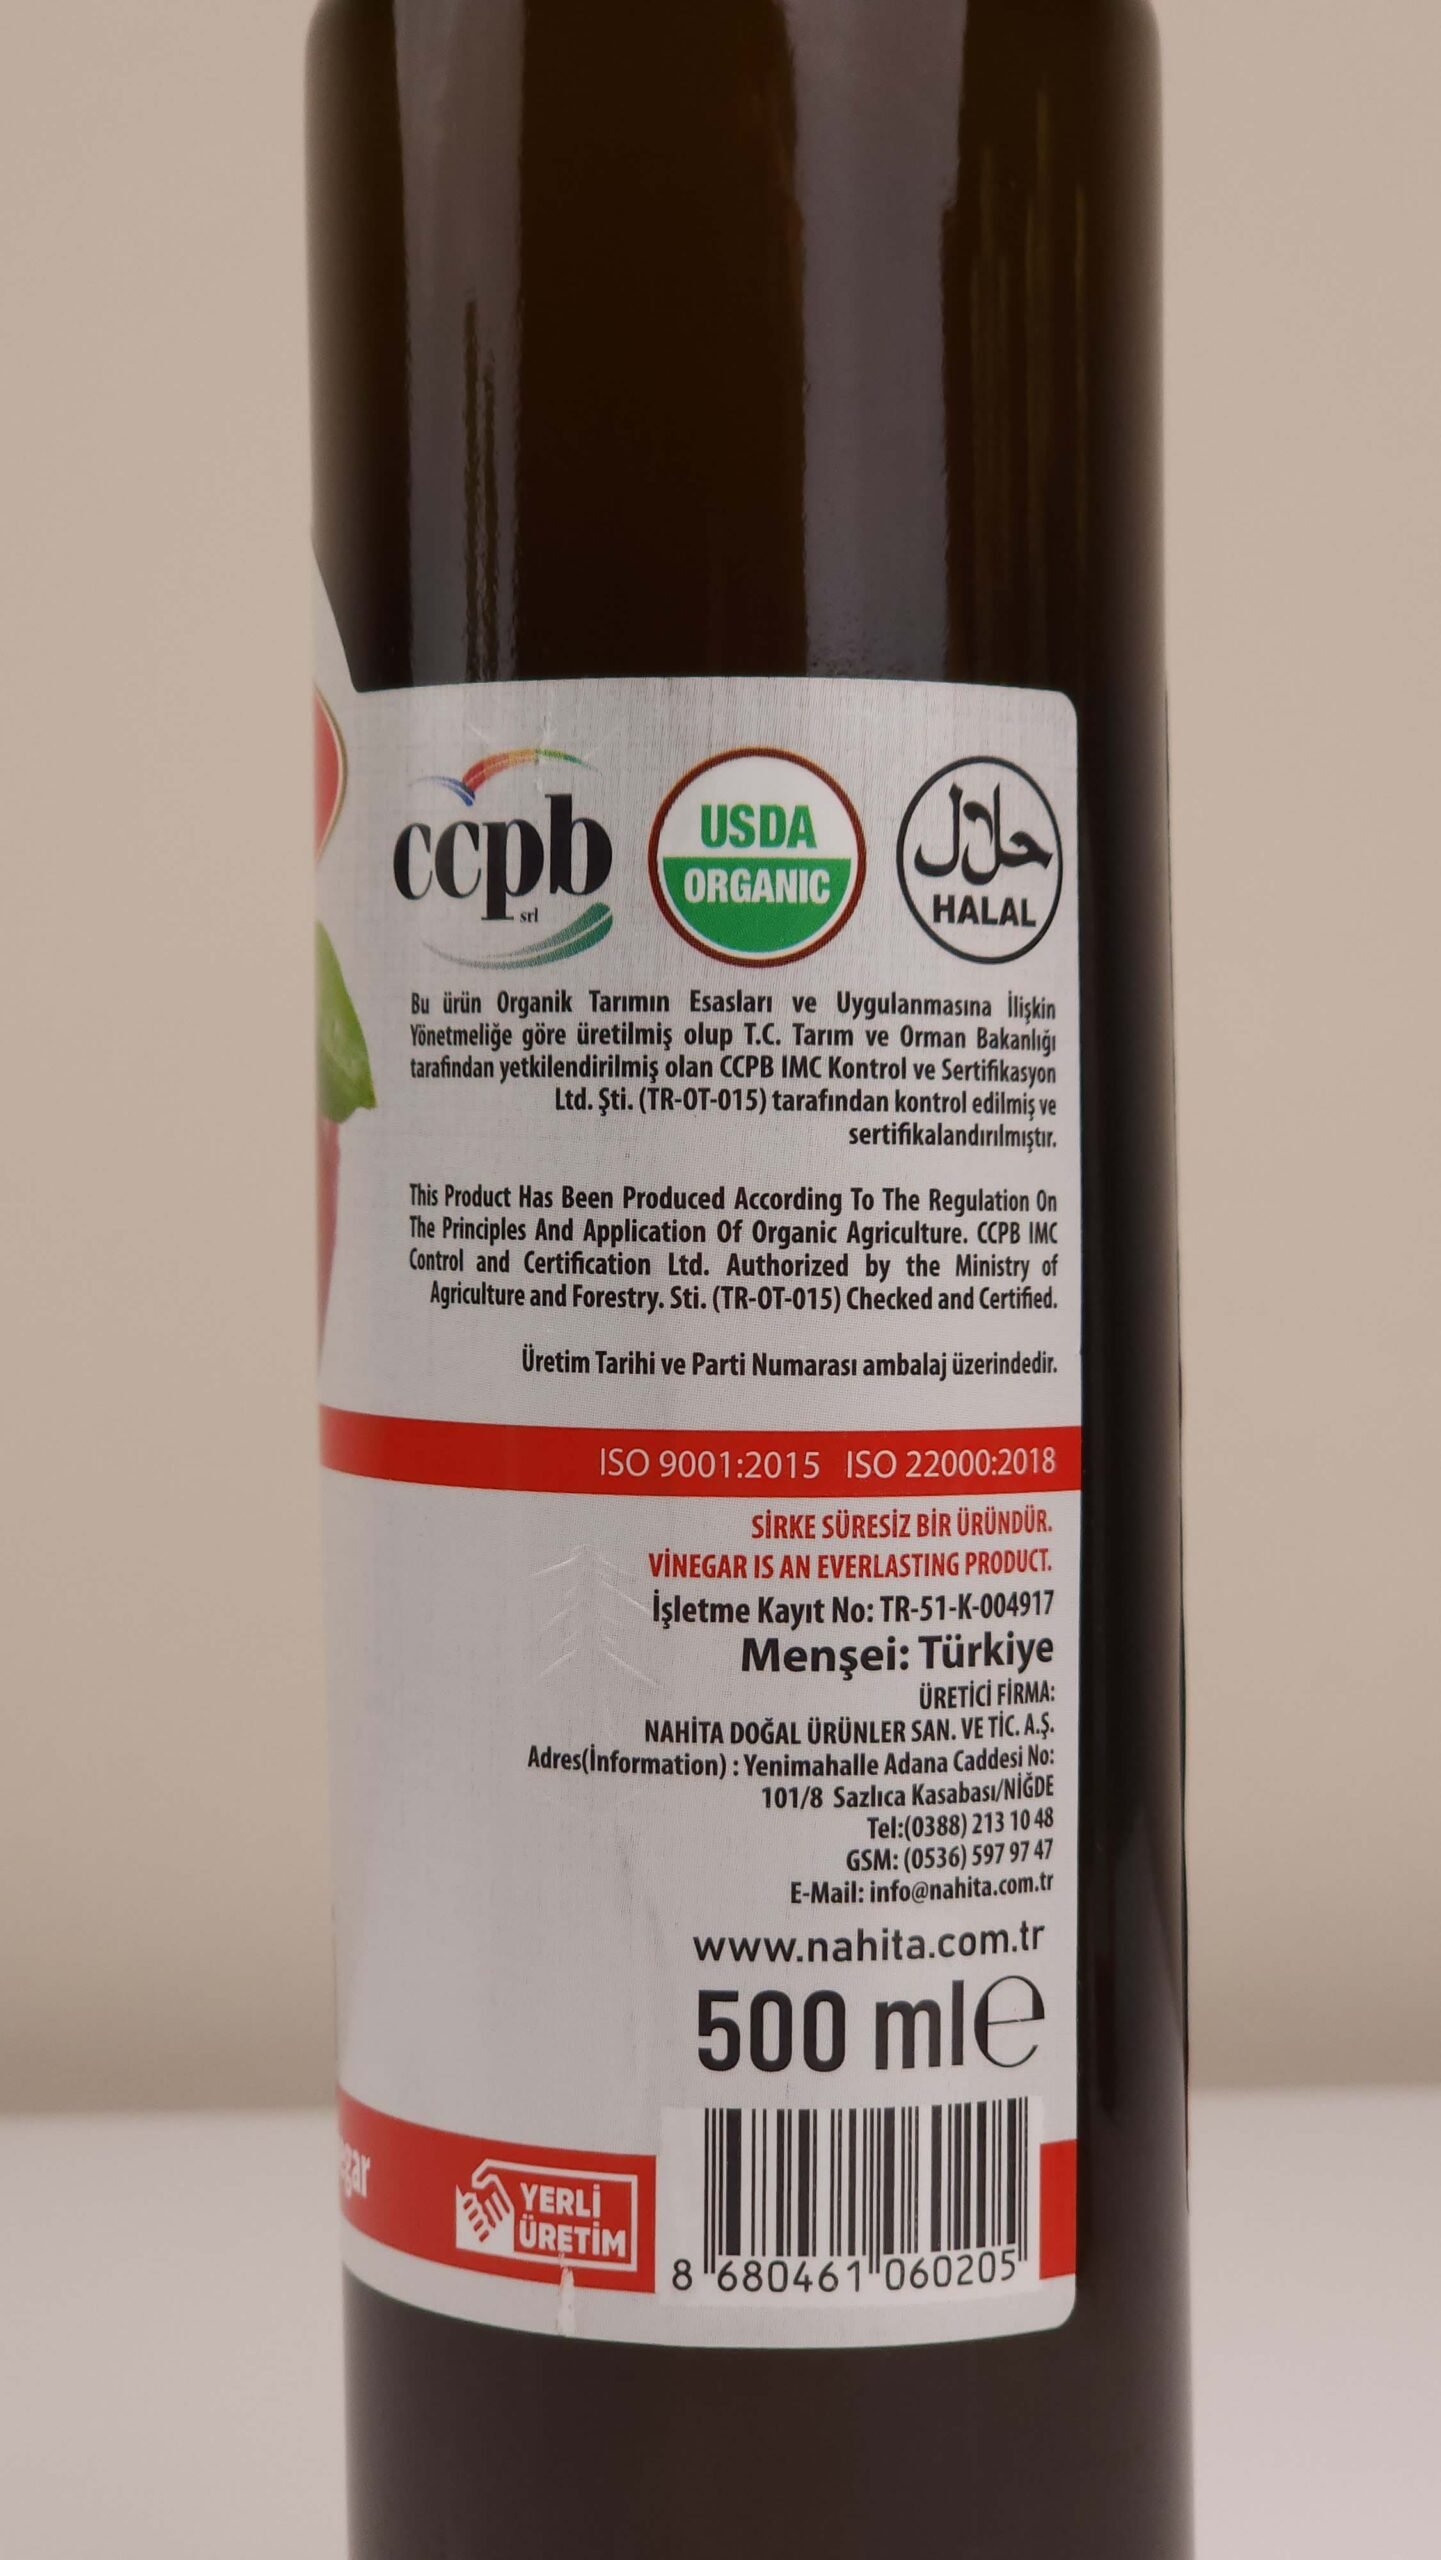 ccpb
srl
USDA
ORGANIC
حلال
HALAL
Bu ürün Organik Tarımın Esasları ve Uygulanmasına İlişkin
Yönetmeliğe göre üretilmiş olup T.C. Tarım ve Orman Bakanlığı
tarafından yetkilendirilmiş olan CCPB IMC Kontrol ve Sertifikasyon
Ltd. Şti. (TR-OT-015) tarafından kontrol edilmiş ve
sertifikalandırılmıştır.
This Product Has Been Produced According To The Regulation On
The Principles And Application Of Organic Agriculture. CCPB IMC
Control and Certification Ltd. Authorized by the Ministry of
Agriculture and Forestry. Sti. (TR-OT-015) Checked and Certified.
Üretim Tarihi ve Parti Numarası ambalaj üzerindedir.
ISO 9001:2015 ISO 22000:2018
SİRKE SÜRESİZ BİR ÜRÜNDÜR.
VİNEGAR IS AN EVERLASTING PRODUCT.
İşletme Kayıt No: TR-51-K-004917
Menşei: Türkiye
ÜRETİCİ FİRMA:
NAHİTA DOĞAL ÜRÜNLER SAN. VE TİC. A.Ş.
Adres(İnformation) : Yenimahalle Adana Caddesi No:
101/8 Sazlıca Kasabası/NİĞDE
Tel:(0388) 213 10 48
GSM: (0536) 597 97 47
E-Mail: info@nahita.com.tr
www.nahita.com.tr
500 ml e
YERLİ
ÜRETİM
8 680461 060205